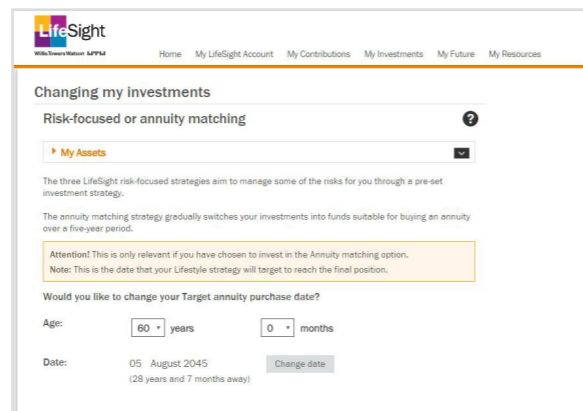 LifeSight
Willis Towers Watson
Home My LifeSight Account My Contributions My Investments My Future My Resources
Changing my investments
Risk-focused or annuity matching ?
My Assets
The three LifeSight risk-focused strategies aim to manage some of the risks for you through a pre-set
investment strategy.
The annuity matching strategy gradually switches your investments into funds suitable for buying an annuity
over a five-year period.
Attention! This is only relevant if you have chosen to invest in the Annuity matching option.
Note: This is the date that your Lifestyle strategy will target to reach the final position.
Would you like to change your Target annuity purchase date?
Age: 60 years 0 months
Date: 05 August 2045 Change date
(28 years and 7 months away)